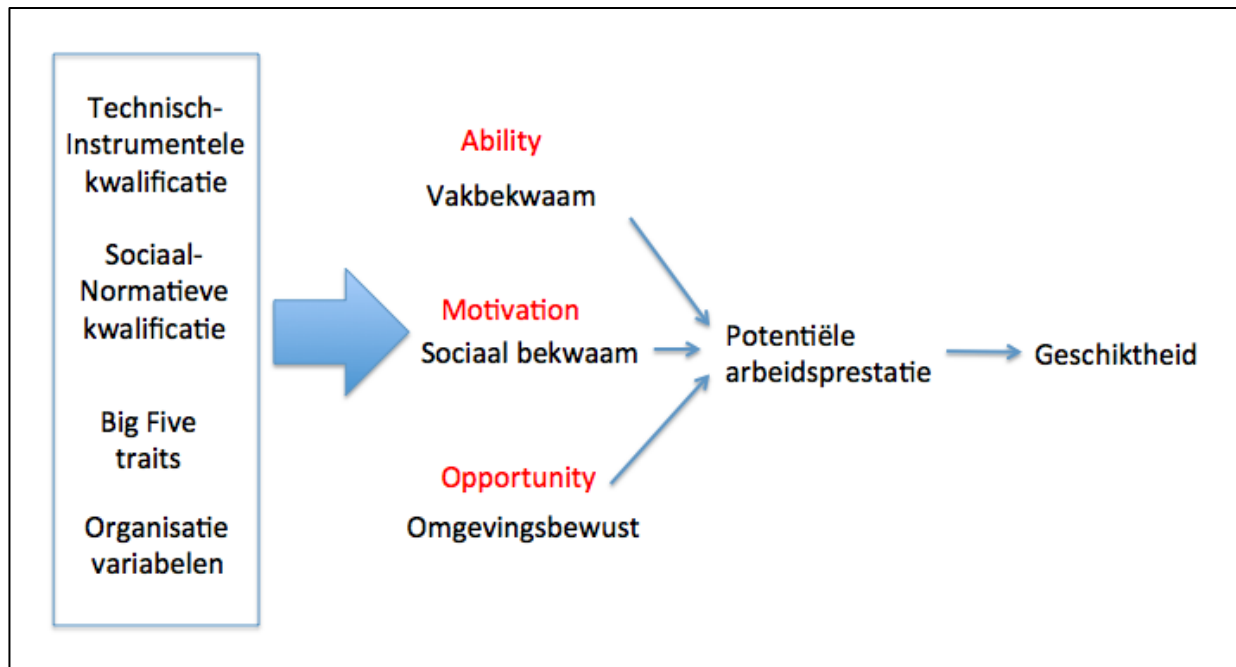 Technisch-
Instrumentele
kwalificatie
Sociaal-
Normatieve
kwalificatie
Big Five
traits
Organisatie
variabelen
Ability
Vakbekwaam
Motivation
Sociaal bekwaam
Opportunity
Omgevingsbewust
Potentiële
arbeidsprestatie
Geschiktheid